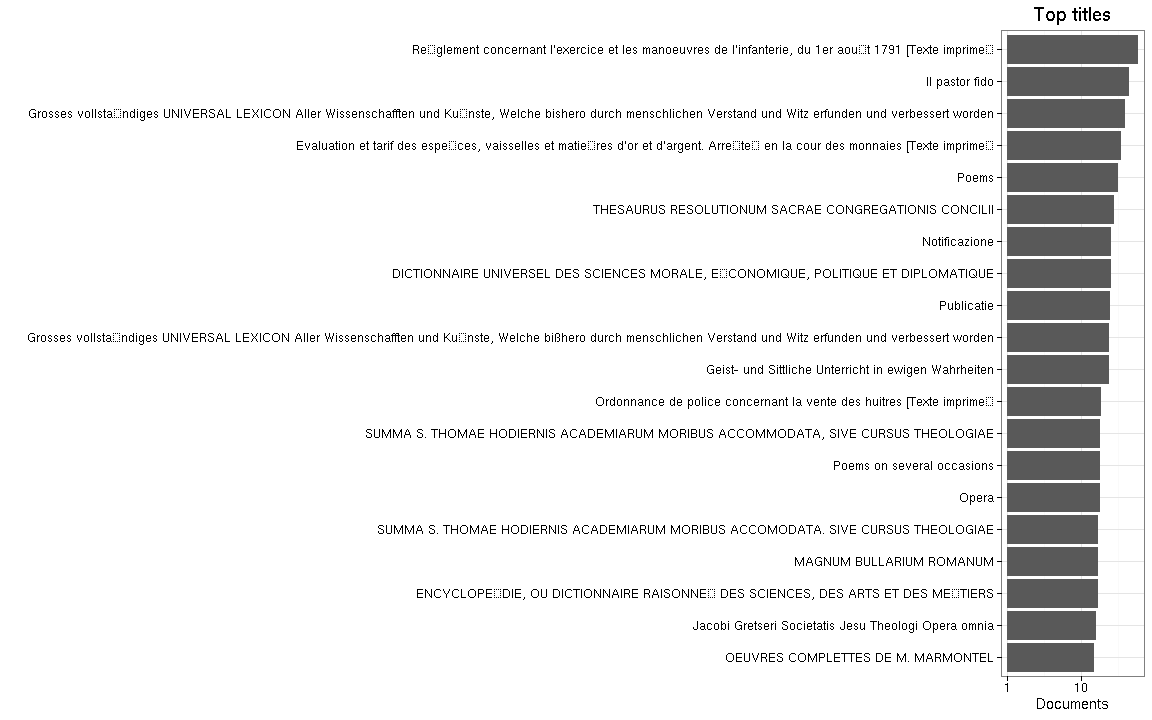 Top titles
Re□glement concernant l'exercice et les manoeuvres de l'infanterie, du 1er aou□t 1791 [Texte imprime□
Il pastor fido
Grosses vollsta□ndiges UNIVERSAL LEXICON Aller Wissenschafften und Ku□nste, Welche bishero durch menschlichen Verstand und Witz erfunden und verbessert worden
Evaluation et tarif des espe□ces, vaisselles et matie□res d'or et d'argent. Arre□te□ en la cour des monnaies [Texte imprime□
Poems
THESAURUS RESOLUTIONUM SACRAE CONGREGATIONIS CONCILII
Notificazione
DICTIONNAIRE UNIVERSEL DES SCIENCES MORALE, E□CONOMIQUE, POLITIQUE ET DIPLOMATIQUE
Publicatie
Grosses vollsta□ndiges UNIVERSAL LEXICON Aller Wissenschafften und Ku□nste, Welche bißhero durch menschlichen Verstand und Witz erfunden und verbessert worden
Geist- und Sittliche Unterricht in ewigen Wahrheiten
Ordonnance de police concernant la vente des huitres [Texte imprime□
SUMMA S. THOMAE HODIERNIS ACADEMIARUM MORIBUS ACCOMMODATA, SIVE CURSUS THEOLOGIAE
Poems on several occasions
Opera
SUMMA S. THOMAE HODIERNIS ACADEMIARUM MORIBUS ACCOMODATA. SIVE CURSUS THEOLOGIAE
MAGNUM BULLARIUM ROMANUM
ENCYCLOPE□DIE, OU DICTIONNAIRE RAISONNE□ DES SCIENCES, DES ARTS ET DES ME□TIERS
Jacobi Gretseri Societatis Jesu Theologi Opera omnia
OEUVRES COMPLETTES DE M. MARMONTEL
1 10
Documents